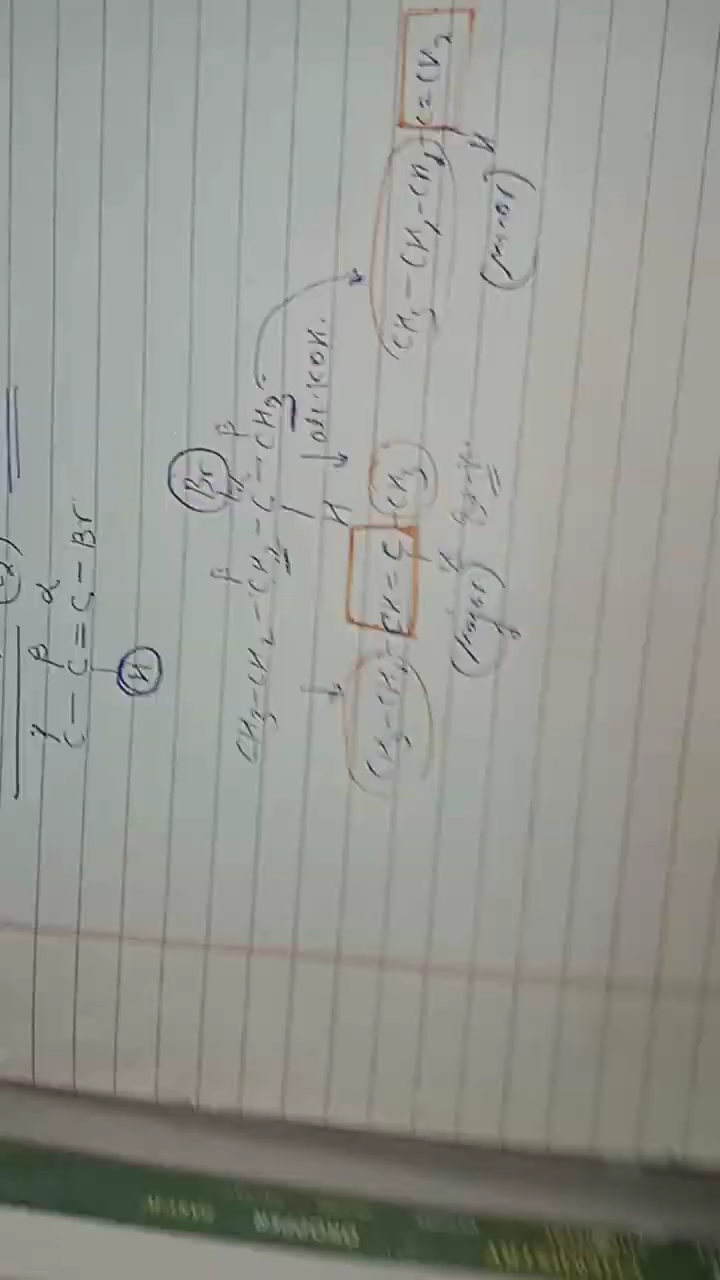 γ β α
C - C = C - Br
H
Br
β β
CH3-CH2-CH2-C-CH3
H
alc.KOH.
CH3-CH2-CH=C-CH3
H
(major)
CH3-CH2-CH2-C=CH2
H
(minor)